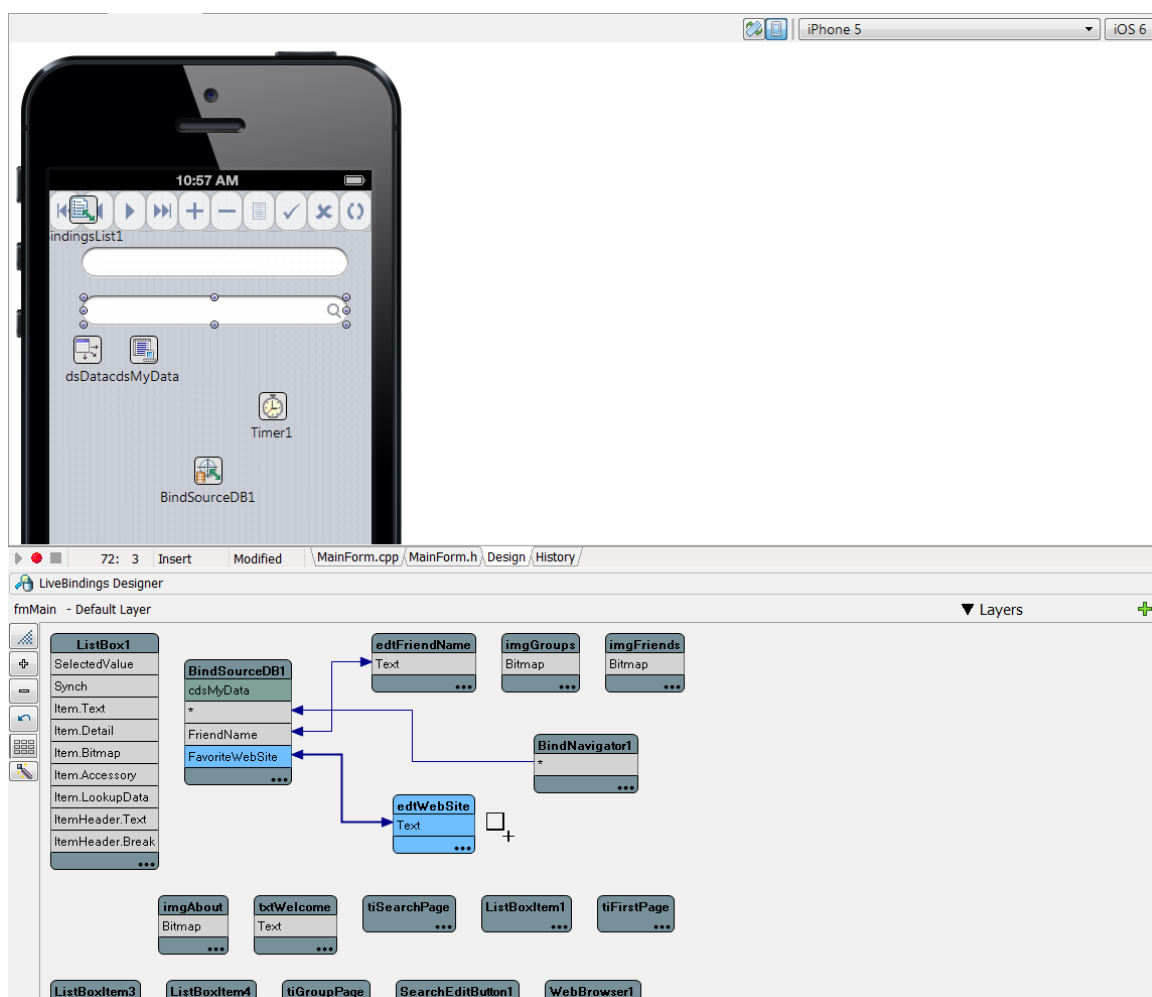 iPhone 5
iOS 6
10:57 AM
indingsList1
dsDatacdsMyData
Timer1
BindSourceDB1
72: 3 Insert Modified MainForm.cpp MainForm.h Design History
LiveBindings Designer
fmMain - Default Layer
Layers
ListBox1
SelectedValue
Synch
Item.Text
Item.Detail
Item.Bitmap
Item.Accessory
Item.LookupData
ItemHeader.Text
ItemHeader.Break
BindSourceDB1
cdsMyData
*
FriendName
FavoriteWebSite
edtFriendName
Text
imgGroups
Bitmap
imgFriends
Bitmap
BindNavigator1
*
edtWebSite
Text
imgAbout
Bitmap
txtWelcome
Text
tiSearchPage
ListBoxItem1
tiFirstPage
ListBoxItem3
ListBoxItem4
tiGroupPage
SearchEditButton1
WebBrowser1